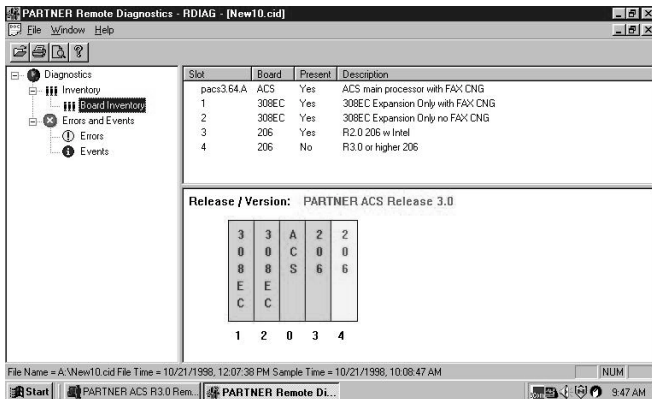 PARTNER Remote Diagnostics - RDIAG - [New10.cid]
File Window Help
Diagnostics
Inventory
Board Inventory
Errors and Events
Errors
Events
Slot Board Present Description
pacs3.64.A ACS Yes ACS main processor with FAX CNG
1 308EC Yes 308EC Expansion Only with FAX CNG
2 308EC Yes 308EC Expansion Only no FAX CNG
3 206 Yes R2.0 206 w Intel
4 206 No R3.0 or higher 206
Release / Version: PARTNER ACS Release 3.0
308EC 308EC ACS 206 206
1 2 0 3 4
File Name = A:\New10.cid File Time = 10/21/1998, 12:07:38 PM Sample Time = 10/21/1998, 10:08:47 AM NUM
Start PARTNER ACS R3.0 Rem... PARTNER Remote Di... 9:47 AM